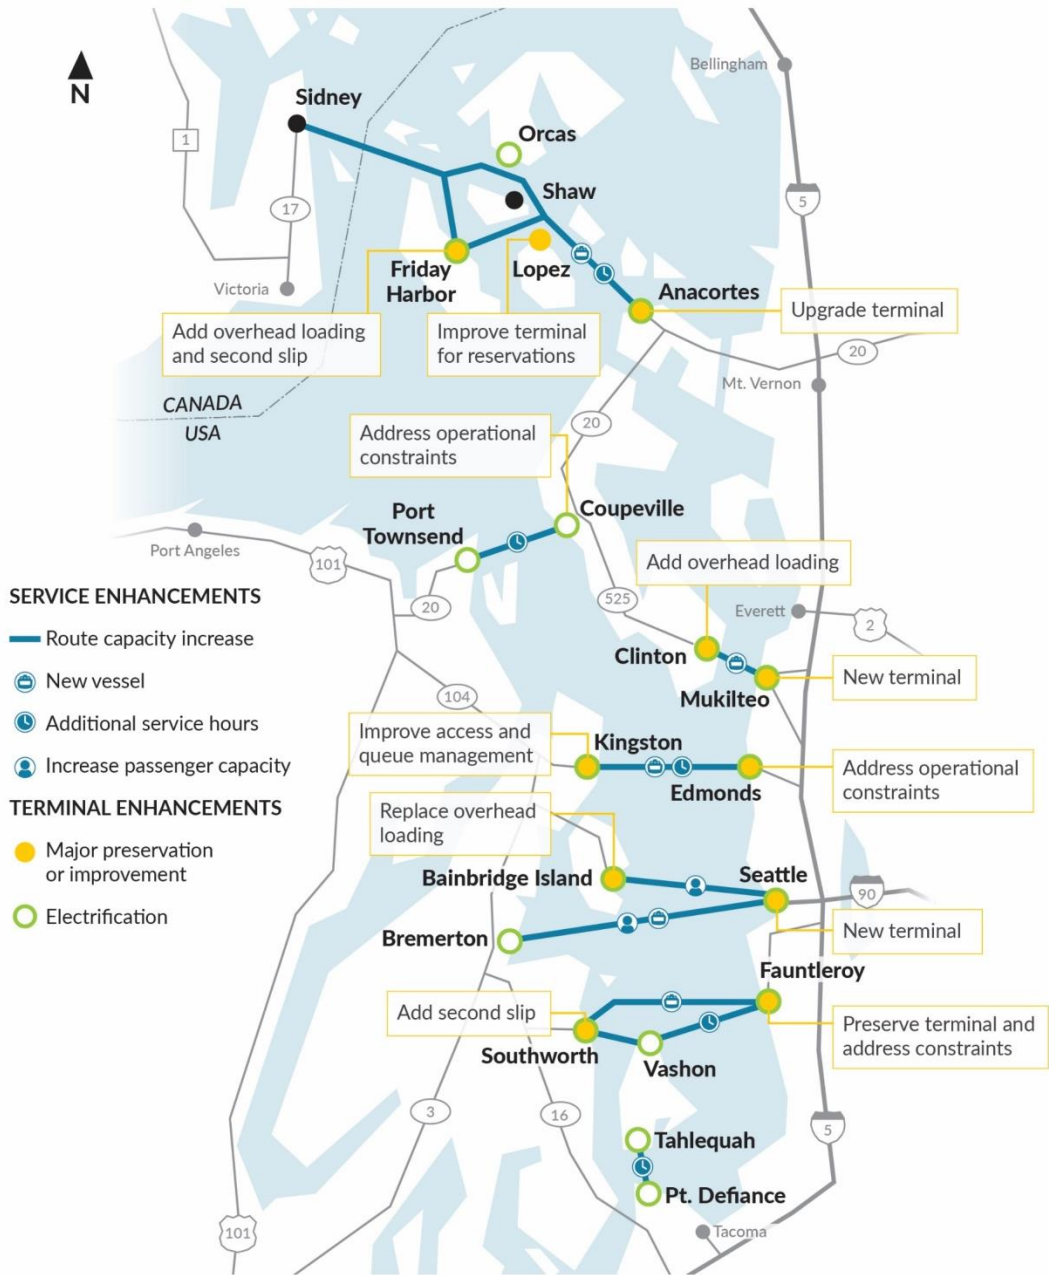 N
Bellingham
Sidney
1
Orcas
Shaw
5
17
Victoria
Friday
Harbor
Lopez
Anacortes
Add overhead loading
and second slip
Improve terminal
for reservations
Upgrade terminal
20
Mt. Vernon
CANADA
USA
20
Address operational
constraints
Port
Townsend
Coupeville
Port Angeles
101
20
525
Add overhead loading
Everett
2
Clinton
Mukilteo
New terminal
SERVICE ENHANCEMENTS
Route capacity increase
New vessel
Additional service hours
Increase passenger capacity
TERMINAL ENHANCEMENTS
Major preservation
or improvement
Electrification
104
Improve access and
queue management
Kingston
Edmonds
Address operational
constraints
Replace overhead
loading
Bainbridge Island
Seattle
90
Bremerton
New terminal
Fauntleroy
Add second slip
Southworth
Vashon
Preserve terminal and
address constraints
3
16
5
Tahlequah
Pt. Defiance
101
Tacoma